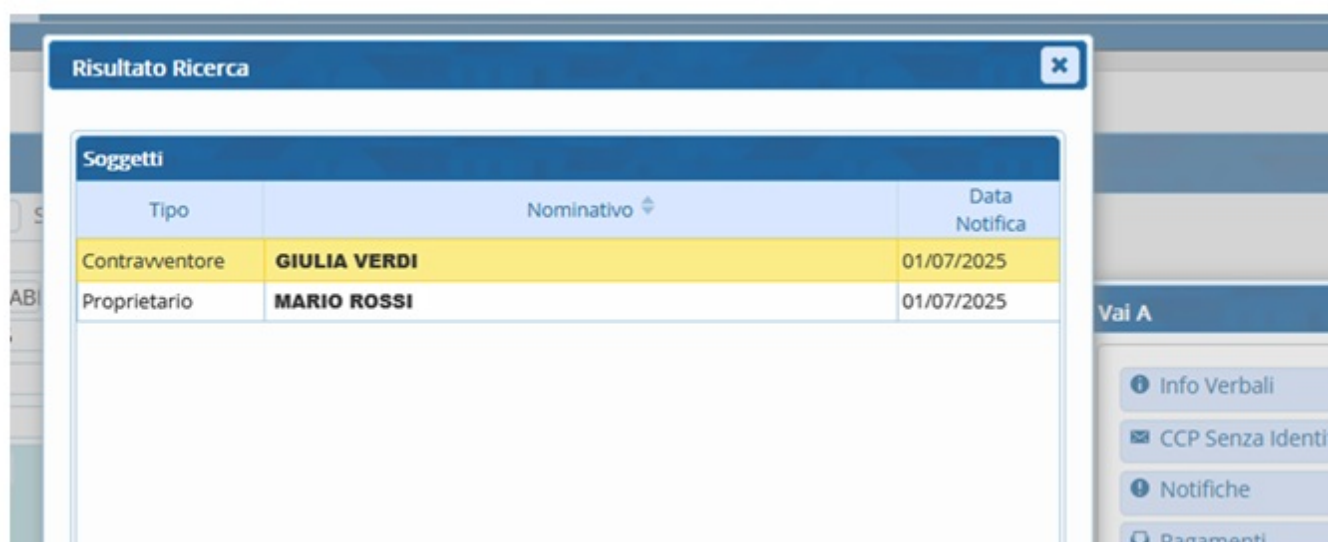 Risultato Ricerca
Soggetti
Tipo Nominativo Data Notifica
Contravventore GIULIA VERDI 01/07/2025
Proprietario MARIO ROSSI 01/07/2025
Vai A
Info Verbali
CCP Senza
Notifiche
Pagamenti